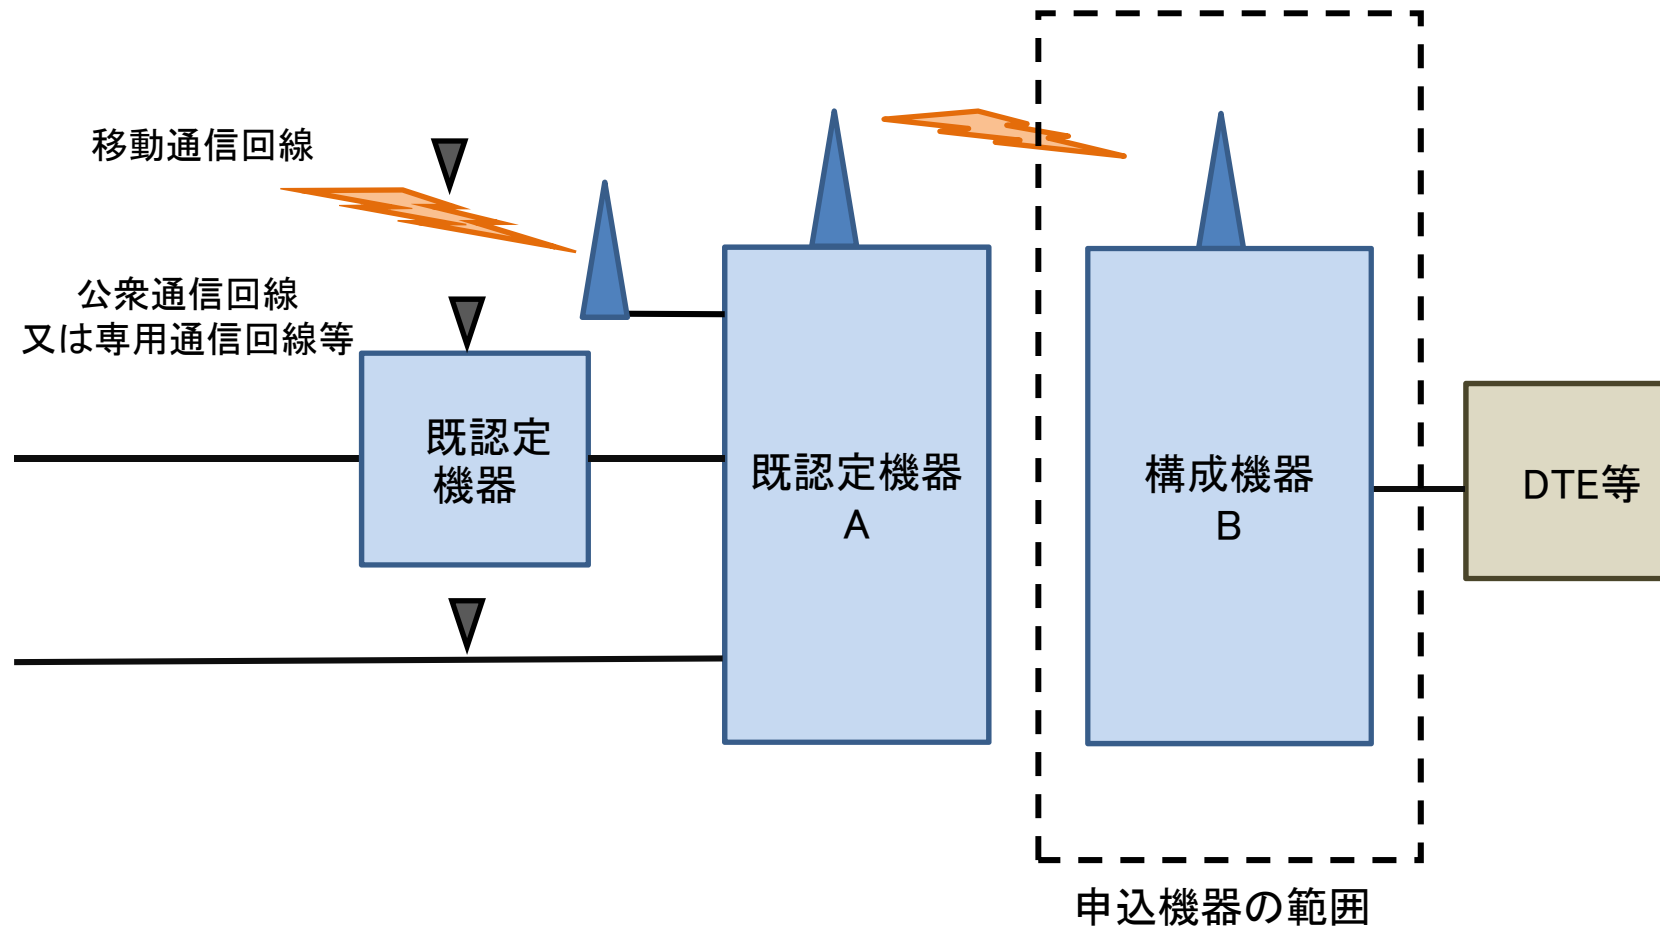 移動通信回線
公衆通信回線
又は専用通信回線等
既認定
機器
既認定機器
A
構成機器
B
DTE等
申込機器の範囲